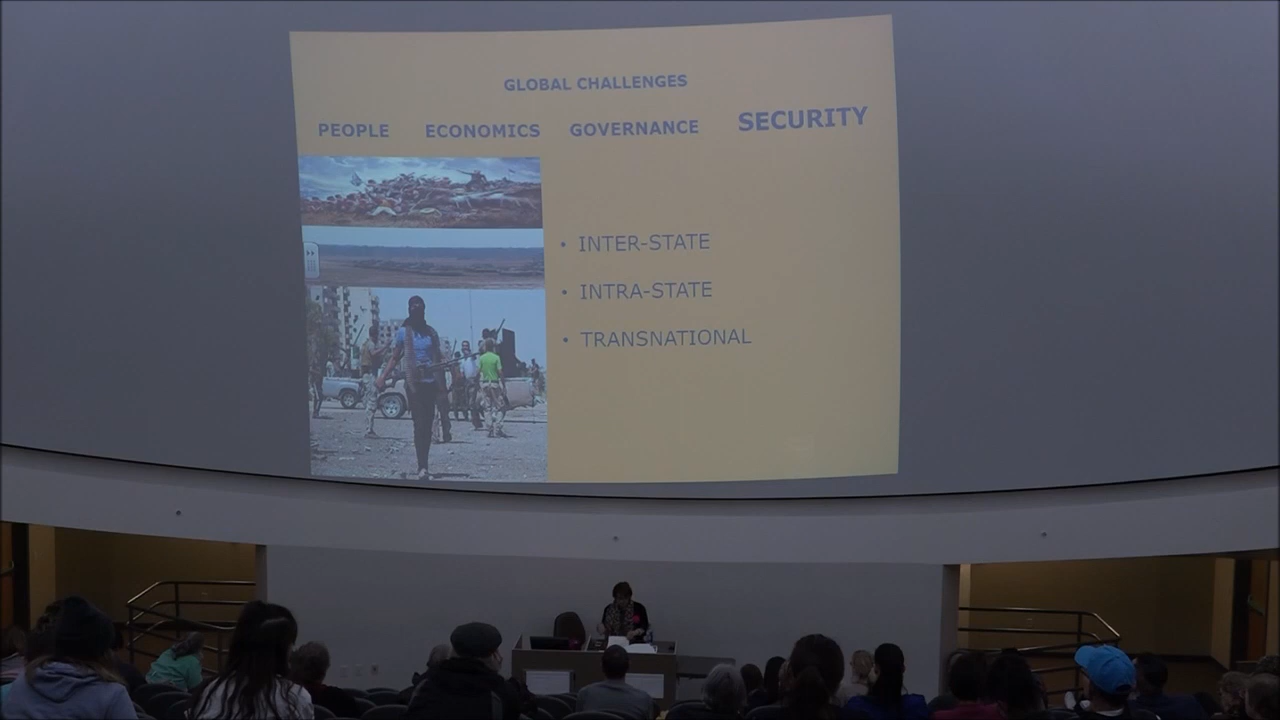 GLOBAL CHALLENGES
PEOPLE ECONOMICS GOVERNANCE SECURITY
• INTER-STATE
• INTRA-STATE
• TRANSNATIONAL